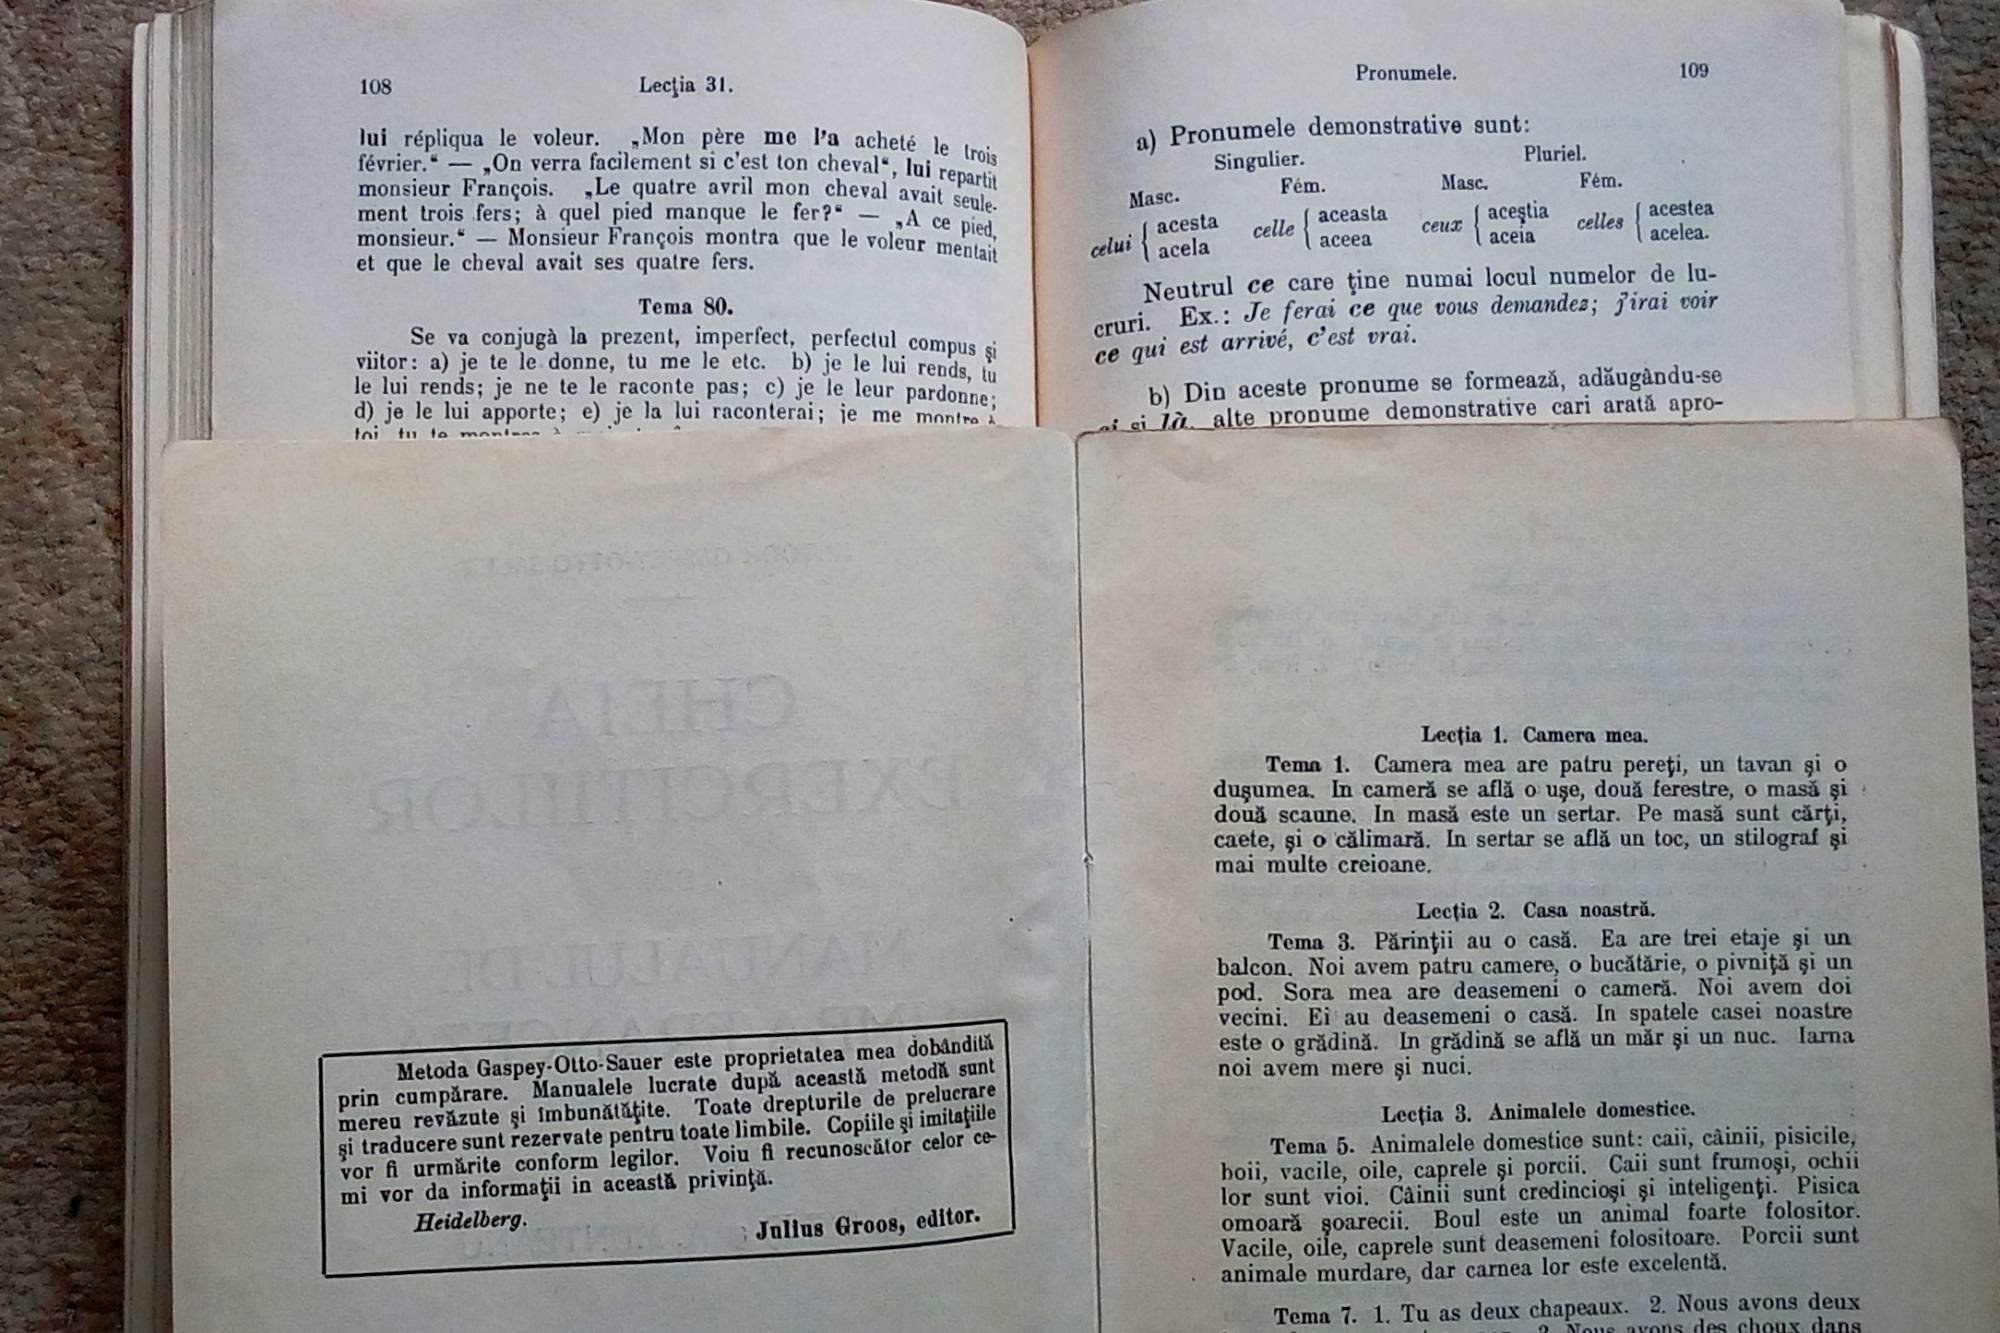 108 Lecţia 31.
lui répliqua le voleur. „Mon père me l'a acheté le trois
février.“ — „On verra facilement si c'est ton cheval“, lui repartit
monsieur François. „Le quatre avril mon cheval avait seule-
ment trois fers; à quel pied manque le fer?“ — „A ce pied,
monsieur.“ — Monsieur François montra que le voleur mentait
et que le cheval avait ses quatre fers.
Tema 80.
Se va conjugà la prezent, imperfect, perfectul compus şi
viitor: a) je te le donne, tu me le etc. b) je le lui rends, tu
le lui rends; je ne te le raconte pas; c) je le leur pardonne;
d) je le lui apporte; e) je la lui raconterai; je me montre à
toi, tu te montres à
Pronumele. 109
a) Pronumele demonstrative sunt:
Singulier. Pluriel.
Masc. Fém. Masc. Fém.
celui { acesta celle { aceasta ceux { aceştia celles { acestea
acela aceea aceia acelea.
Neutrul ce care ţine numai locul numelor de lu-
cruri. Ex.: Je ferai ce que vous demandez; j'irai voir
ce qui est arrivé, c'est vrai.
b) Din aceste pronume se formează, adăugându-se
ci şi là, alte pronume demonstrative cari arată apro-
CHEIA
EXERCIŢIILOR
DIN
MANUALUL DE
LIMBA FRANCEZĂ
Metoda Gaspey-Otto-Sauer este proprietatea mea dobândită
prin cumpărare. Manualele lucrate după această metodă sunt
mereu revăzute şi îmbunătăţite. Toate drepturile de prelucrare
şi traducere sunt rezervate pentru toate limbile. Copiile şi imitaţiile
vor fi urmărite conform legilor. Voiu fi recunoscător celor ce-
mi vor da informaţii in această privinţă.
Heidelberg.
Julius Groos, editor.
Lecţia 1. Camera mea.
Tema 1. Camera mea are patru pereţi, un tavan şi o
duşumea. In cameră se află o uşe, două ferestre, o masă şi
două scaune. In masă este un sertar. Pe masă sunt cărţi,
caete, şi o călimară. In sertar se află un toc, un stilograf şi
mai multe creioane.
Lecţia 2. Casa noastră.
Tema 3. Părinţii au o casă. Ea are trei etaje şi un
balcon. Noi avem patru camere, o bucătărie, o pivniţă şi un
pod. Sora mea are deasemeni o cameră. Noi avem doi
vecini. Ei au deasemeni o casă. In spatele casei noastre
este o grădină. In grădină se află un măr şi un nuc. Iarna
noi avem mere şi nuci.
Lecţia 3. Animalele domestice.
Tema 5. Animalele domestice sunt: caii, câinii, pisicile,
boii, vacile, oile, caprele şi porcii. Caii sunt frumoşi, ochii
lor sunt vioi. Câinii sunt credincioşi şi inteligenţi. Pisica
omoară şoarecii. Boul este un animal foarte folositor.
Vacile, oile, caprele sunt deasemeni folositoare. Porcii sunt
animale murdare, dar carnea lor este excelentă.
Tema 7. 1. Tu as deux chapeaux. 2. Nous avons deux
3. Nous avons des choux dans